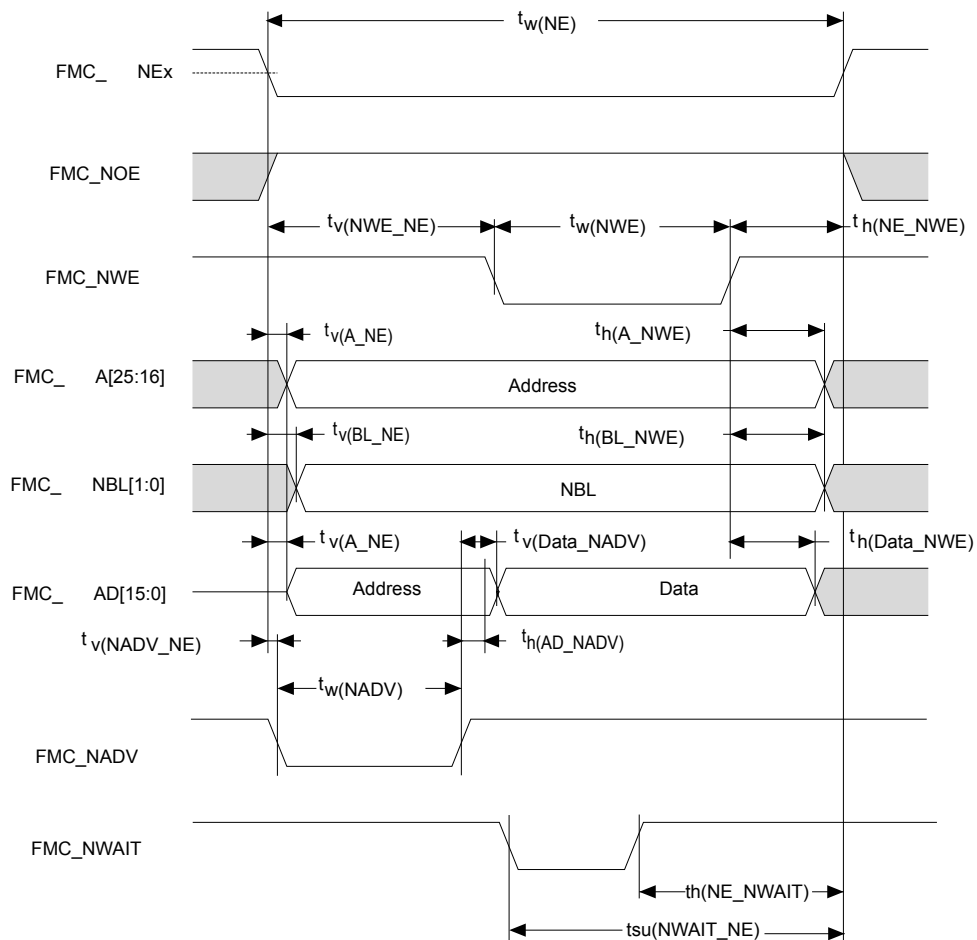 tw(NE)
FMC_ NEx
FMC_NOE
tv(NWE_NE) tw(NWE) t h(NE_NWE)
FMC_NWE
tv(A_NE) th(A_NWE)
FMC_ A[25:16] Address
tv(BL_NE) th(BL_NWE)
FMC_ NBL[1:0] NBL
tv(A_NE) tv(Data_NADV) th(Data_NWE)
FMC_ AD[15:0] Address Data
t v(NADV_NE) th(AD_NADV)
tw(NADV)
FMC_NADV
FMC_NWAIT
th(NE_NWAIT)
tsu(NWAIT_NE)